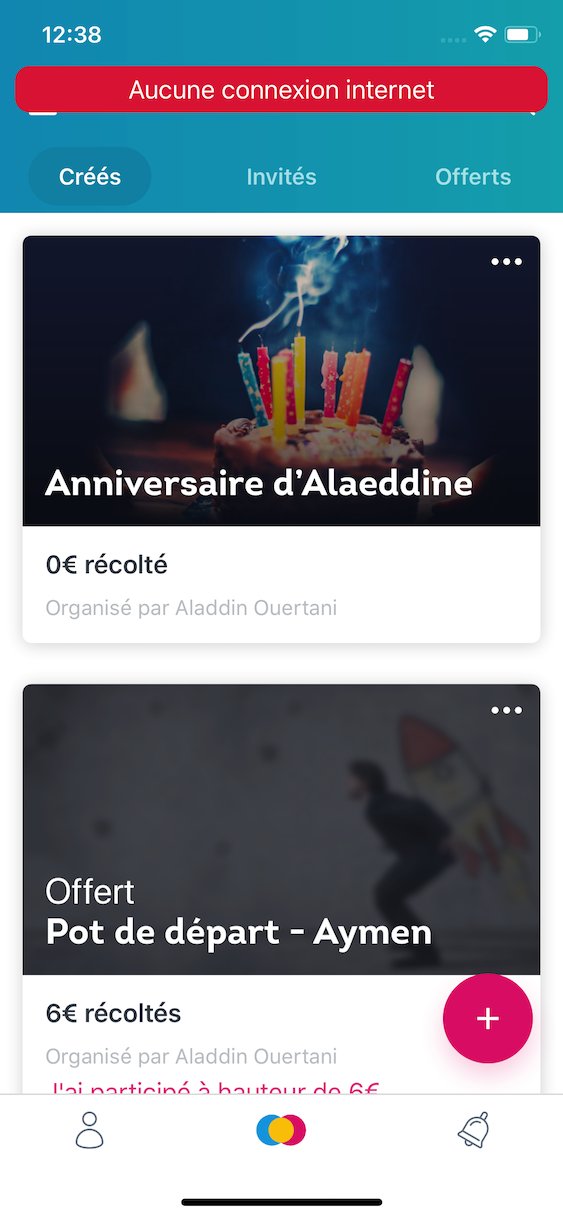 12:38
Aucune connexion internet
Créés Invités Offerts
Anniversaire d'Alaeddine
0€ récolté
Organisé par Aladdin Ouertani
Offert
Pot de départ - Aymen
6€ récoltés
Organisé par Aladdin Ouertani
J'ai participé à hauteur de 6€